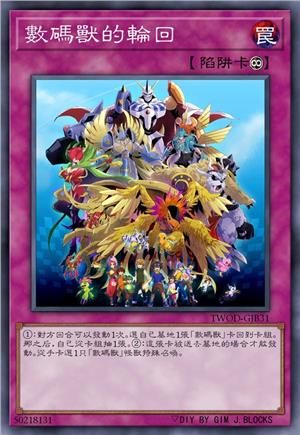 數碼獸的輪回
罠
【陷阱卡】
TWOD-GIB31
①:對方回合可以發動1次。選自己墓地1張「數碼獸」卡回到卡組。
那之后,自己從卡組抽1張。②:這張卡被送去墓地的場合才能發
動。從手卡選1只「數碼獸」怪獸特殊召喚。
S0218131
DIY BY GIM J.BLOCKS